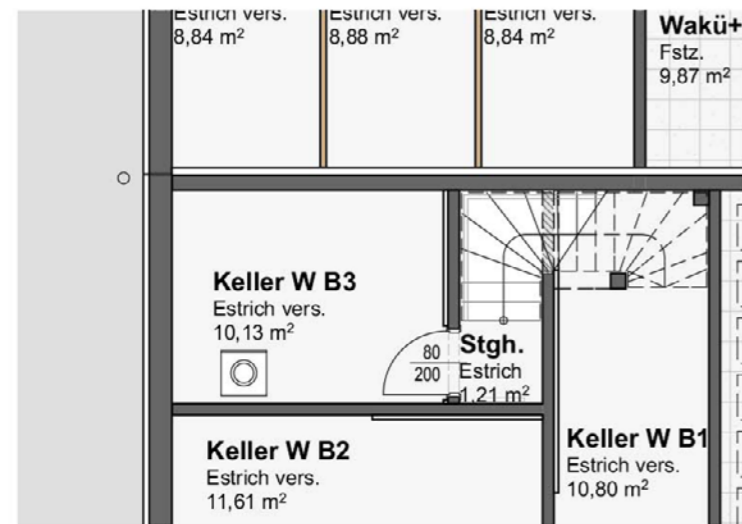 Estrich vers.
8,84 m²
Estrich vers.
8,88 m²
Estrich vers.
8,84 m²
Wakü+
Fstz.
9,87 m²
Keller W B3
Estrich vers.
10,13 m²
80
200
Stgh.
Estrich
1,21 m²
Keller W B2
Estrich vers.
11,61 m²
Keller W B1
Estrich vers.
10,80 m²